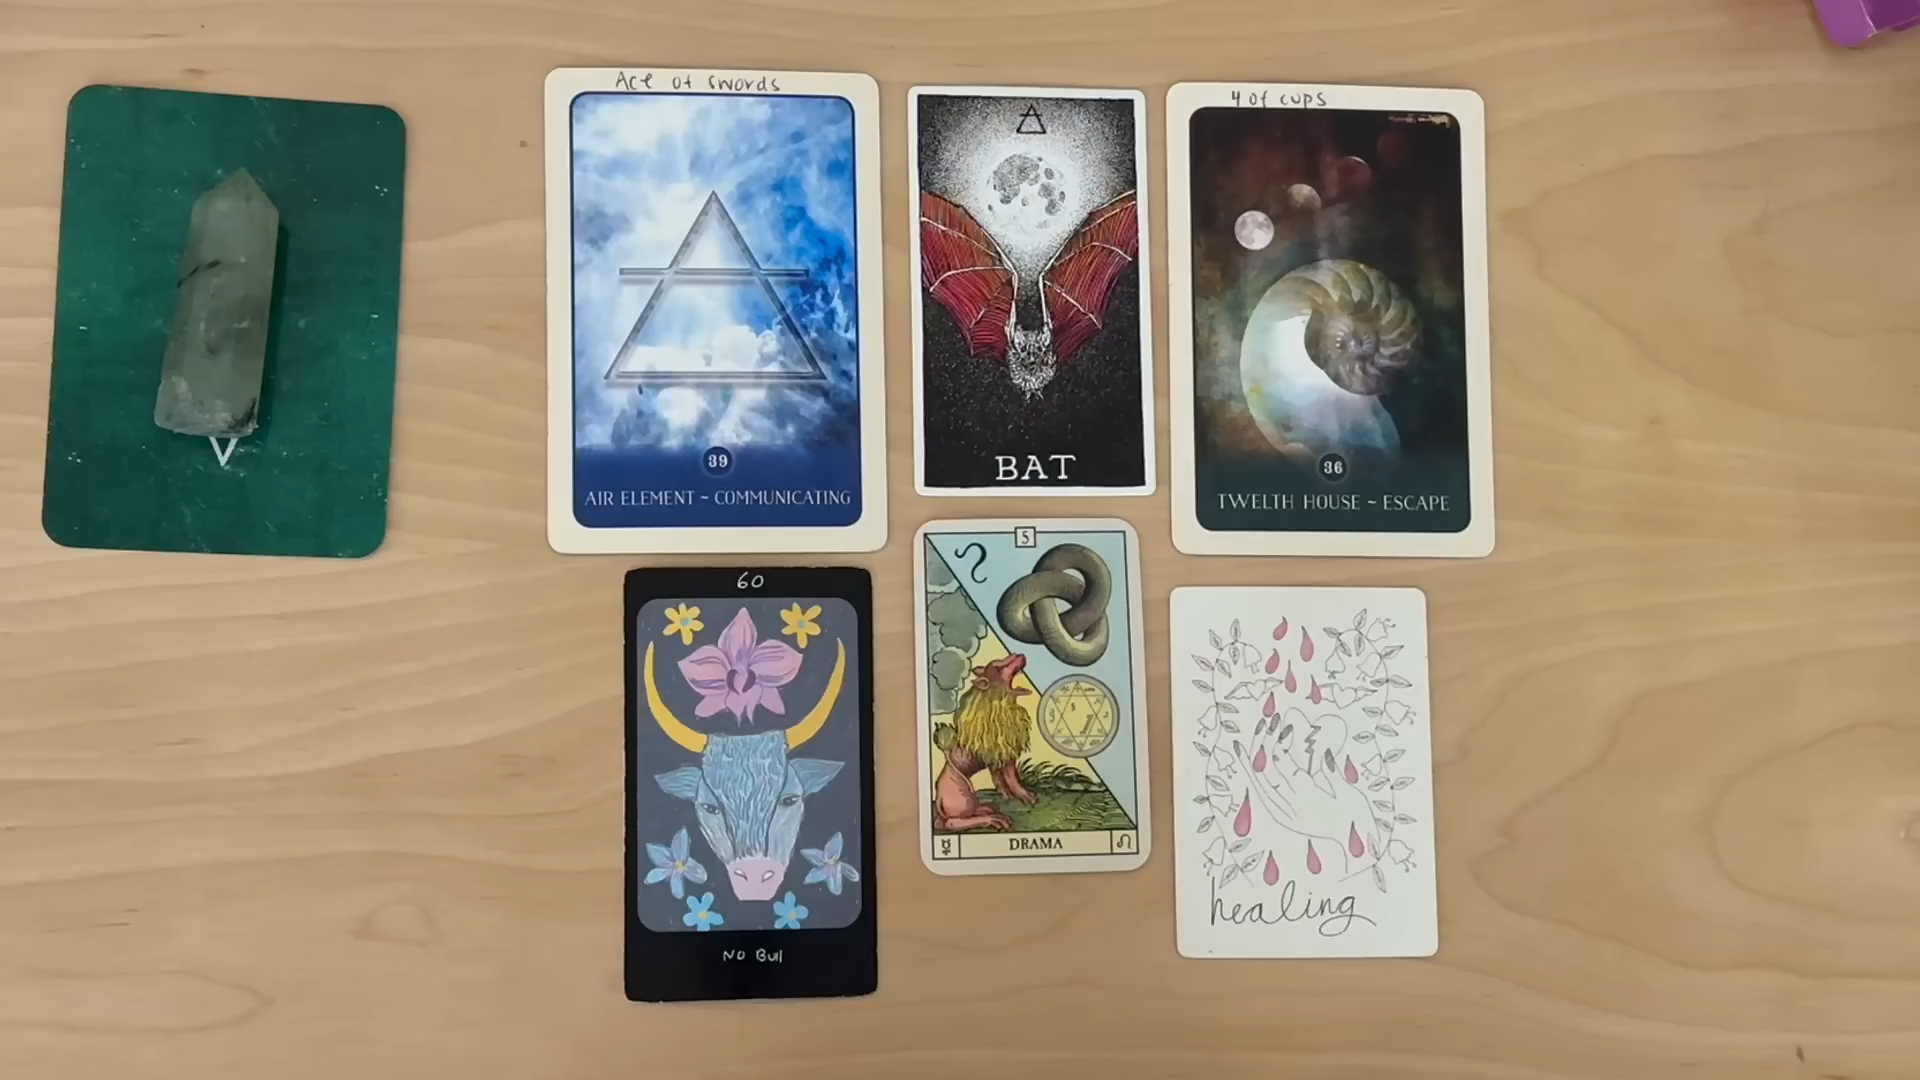 Ace of Swords
39
AIR ELEMENT ~ COMMUNICATING
BAT
4 of cups
36
TWELTH HOUSE ~ ESCAPE
60
NO Bull
5
DRAMA
healing